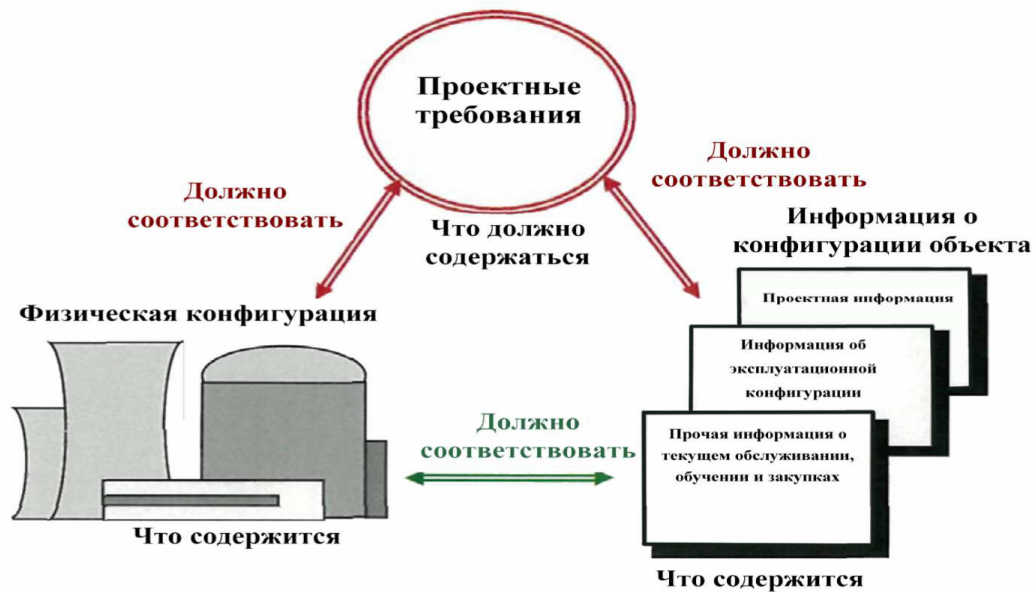 Проектные
требования
Должно
соответствовать
Должно
соответствовать
Что должно
содержаться
Информация о
конфигурации объекта
Проектная информация
Информация об
эксплуатационной
конфигурации
Прочая информация о
текущем обслуживании,
обучении и закупках
Что содержится
Физическая конфигурация
Должно
соответствовать
Что содержится